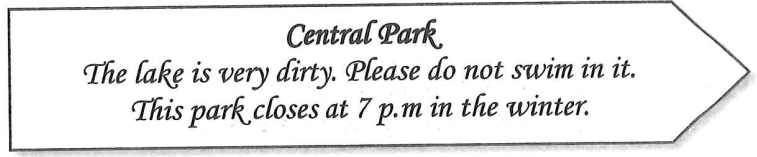 Central Park
The lake is very dirty. Please do not swim in it.
This park closes at 7 p.m in the winter.